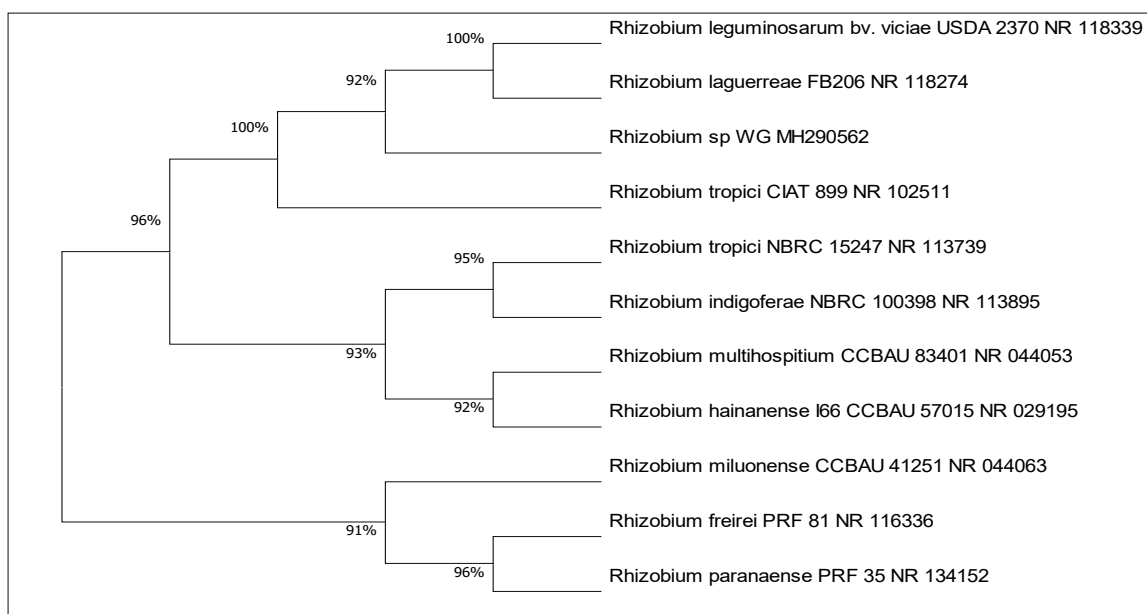 Rhizobium leguminosarum bv. viciae USDA 2370 NR 118339
100%
Rhizobium laguerreae FB206 NR 118274
92%
100%
Rhizobium sp WG MH290562
Rhizobium tropici CIAT 899 NR 102511
96%
Rhizobium tropici NBRC 15247 NR 113739
95%
Rhizobium indigoferae NBRC 100398 NR 113895
93%
Rhizobium multihospitium CCBAU 83401 NR 044053
92%
Rhizobium hainanense I66 CCBAU 57015 NR 029195
Rhizobium miluonense CCBAU 41251 NR 044063
91%
Rhizobium freirei PRF 81 NR 116336
96%
Rhizobium paranaense PRF 35 NR 134152